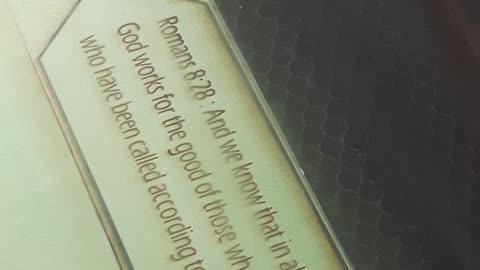 Romans 8:28 : And we know that in a
God works for the good of those wh
who have been called according to